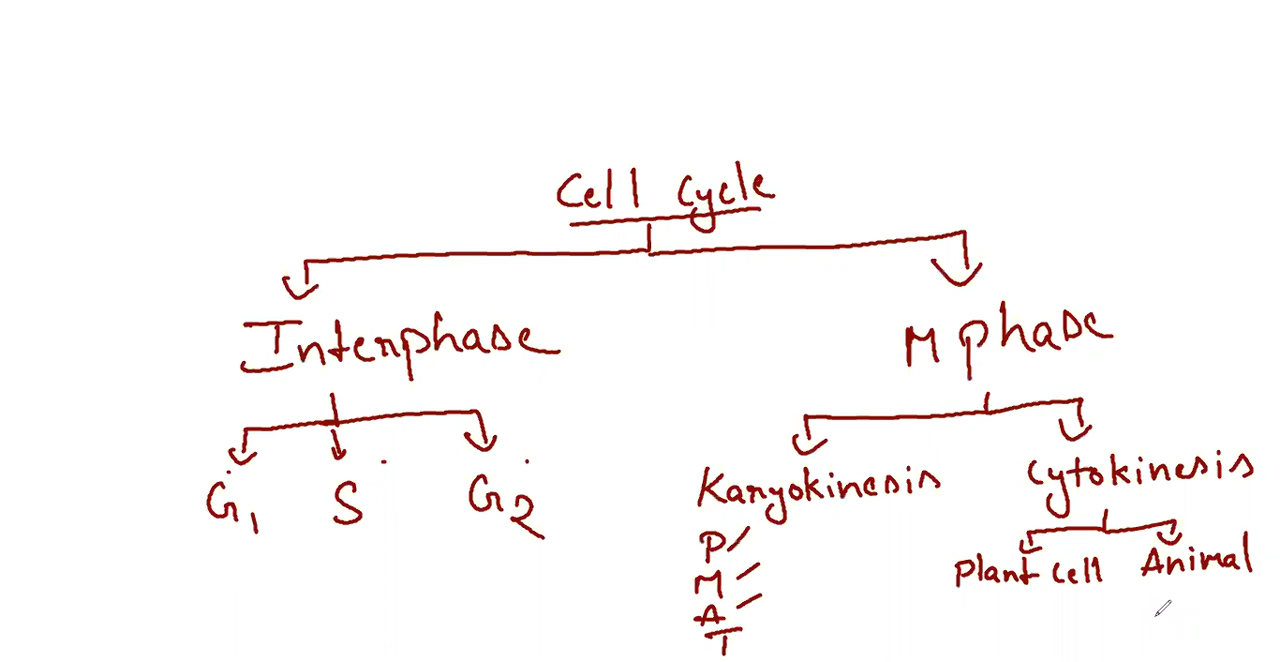 Cell Cycle
Interphase
M phase
G1 S G2
Karyokinesis
Cytokinesis
P
M
A
T
Plant cell Animal